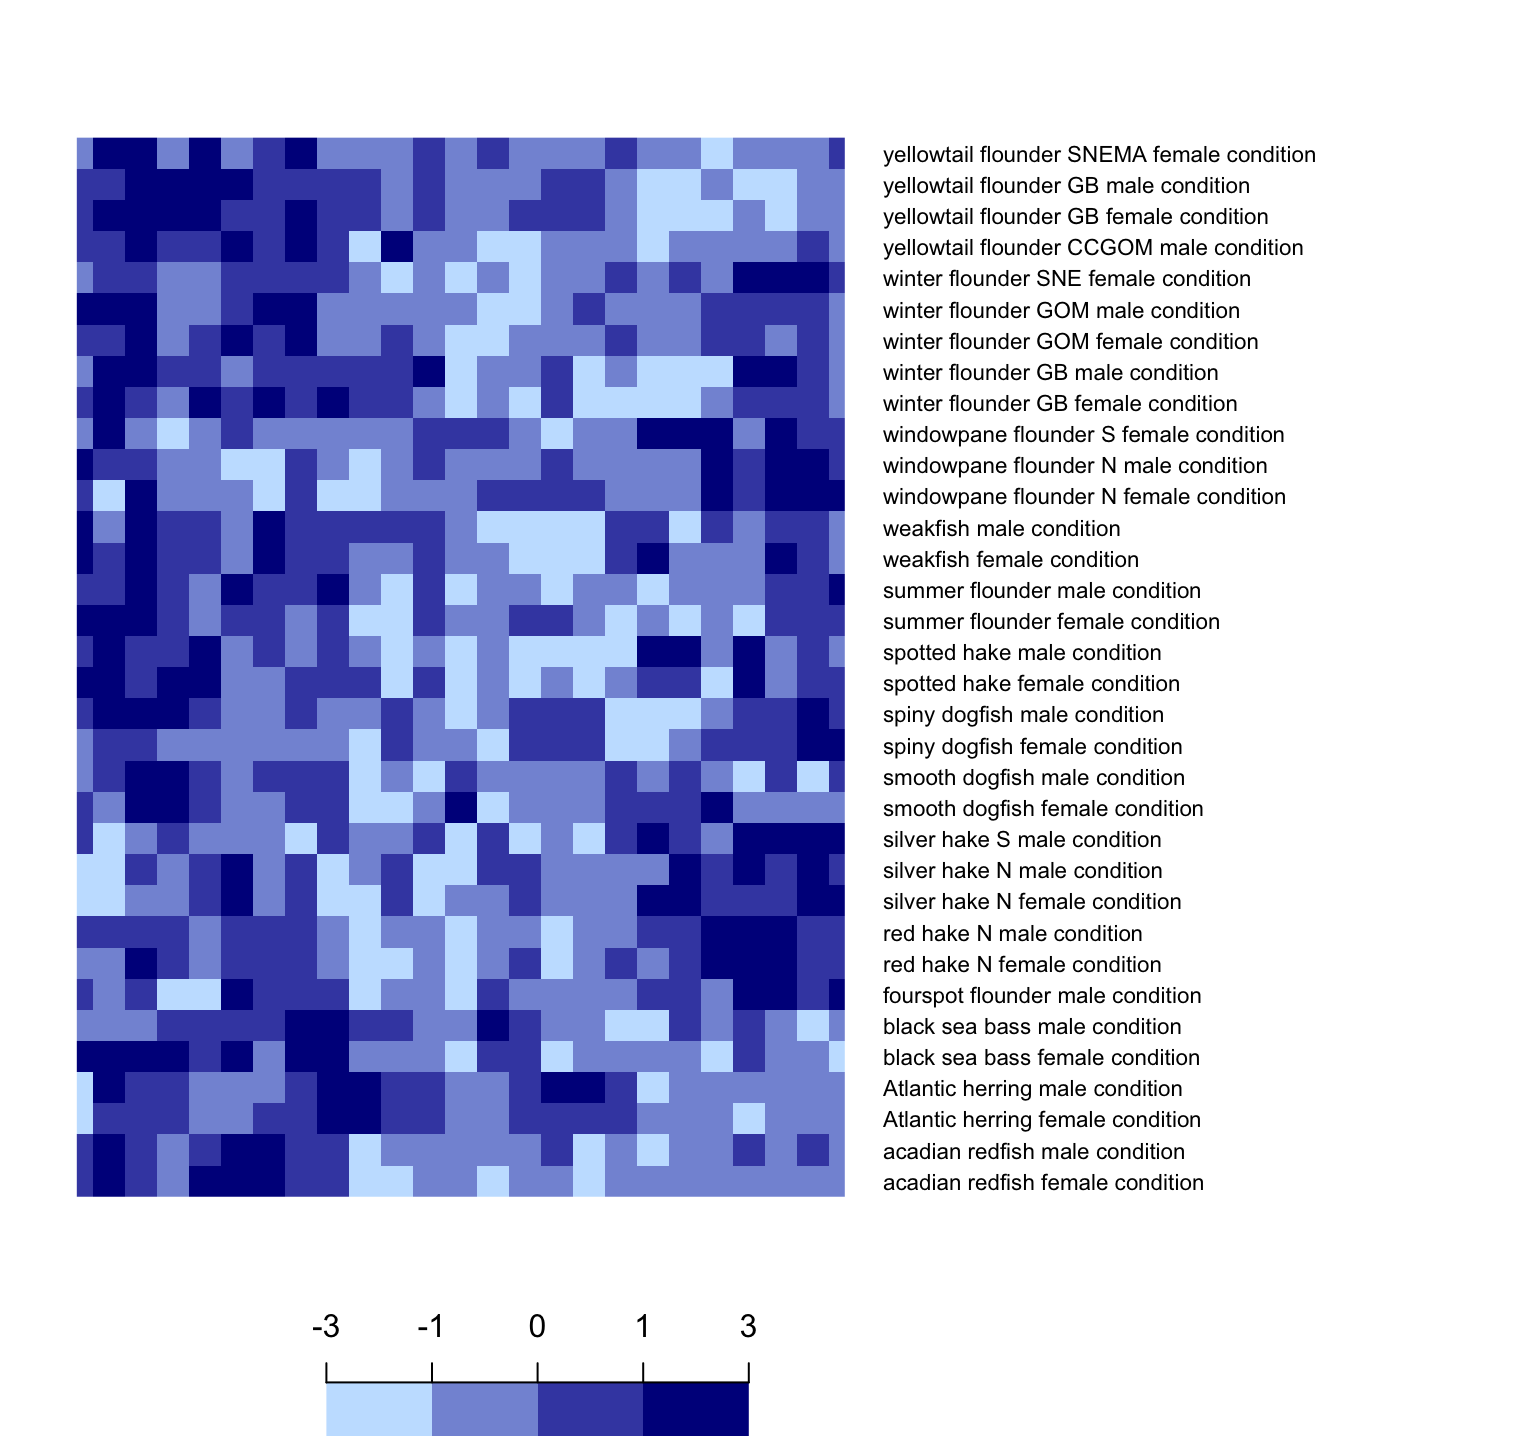 yellowtail flounder SNEMA female condition
yellowtail flounder GB male condition
yellowtail flounder GB female condition
yellowtail flounder CCGOM male condition
winter flounder SNE female condition
winter flounder GOM male condition
winter flounder GOM female condition
winter flounder GB male condition
winter flounder GB female condition
windowpane flounder S female condition
windowpane flounder N male condition
windowpane flounder N female condition
weakfish male condition
weakfish female condition
summer flounder male condition
summer flounder female condition
spotted hake male condition
spotted hake female condition
spiny dogfish male condition
spiny dogfish female condition
smooth dogfish male condition
smooth dogfish female condition
silver hake S male condition
silver hake N male condition
silver hake N female condition
red hake N male condition
red hake N female condition
fourspot flounder male condition
black sea bass male condition
black sea bass female condition
Atlantic herring male condition
Atlantic herring female condition
acadian redfish male condition
acadian redfish female condition
-3 -1 0 1 3